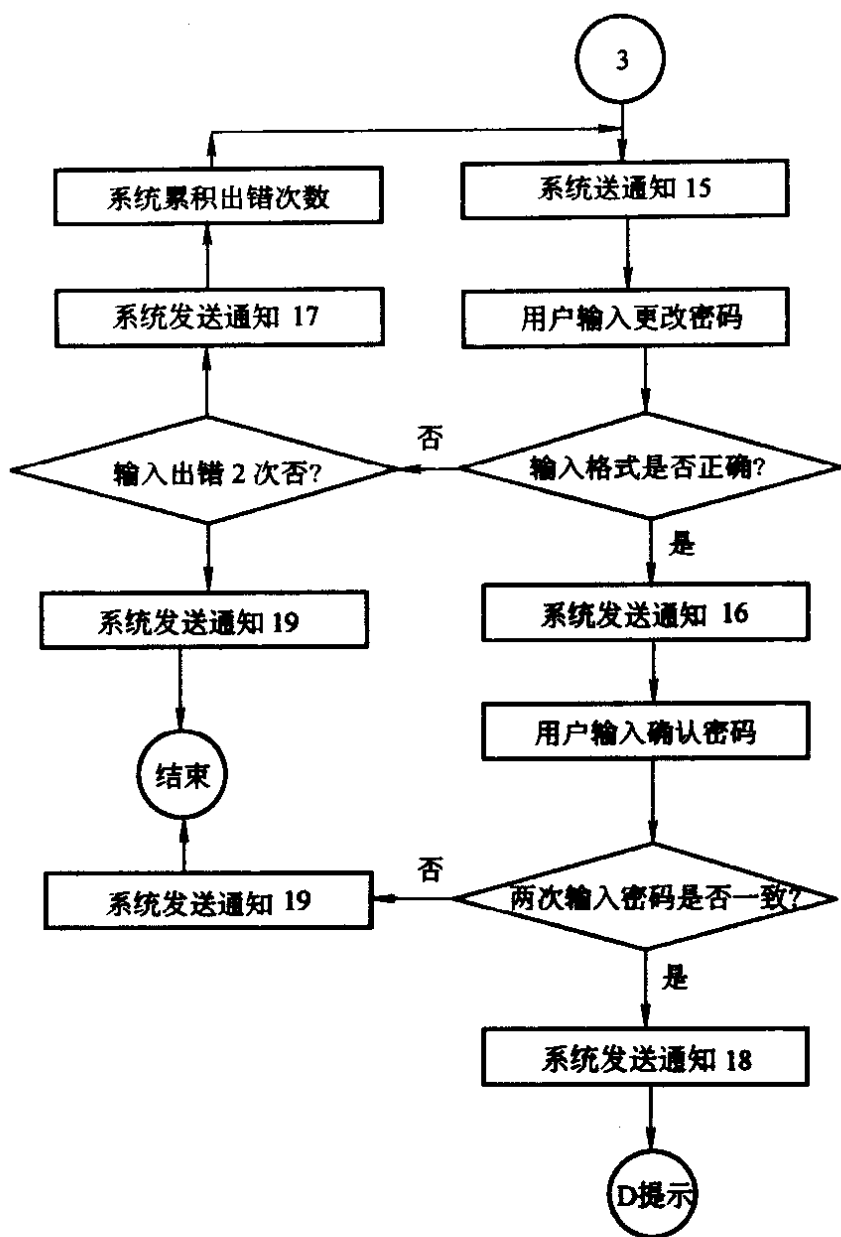 3
系统累积出错次数
系统送通知 15
系统发送通知 17
用户输入更改密码
输入出错 2 次否?
否
输入格式是否正确?
是
系统发送通知 19
系统发送通知 16
用户输入确认密码
结束
系统发送通知 19
否
两次输入密码是否一致?
是
系统发送通知 18
D提示